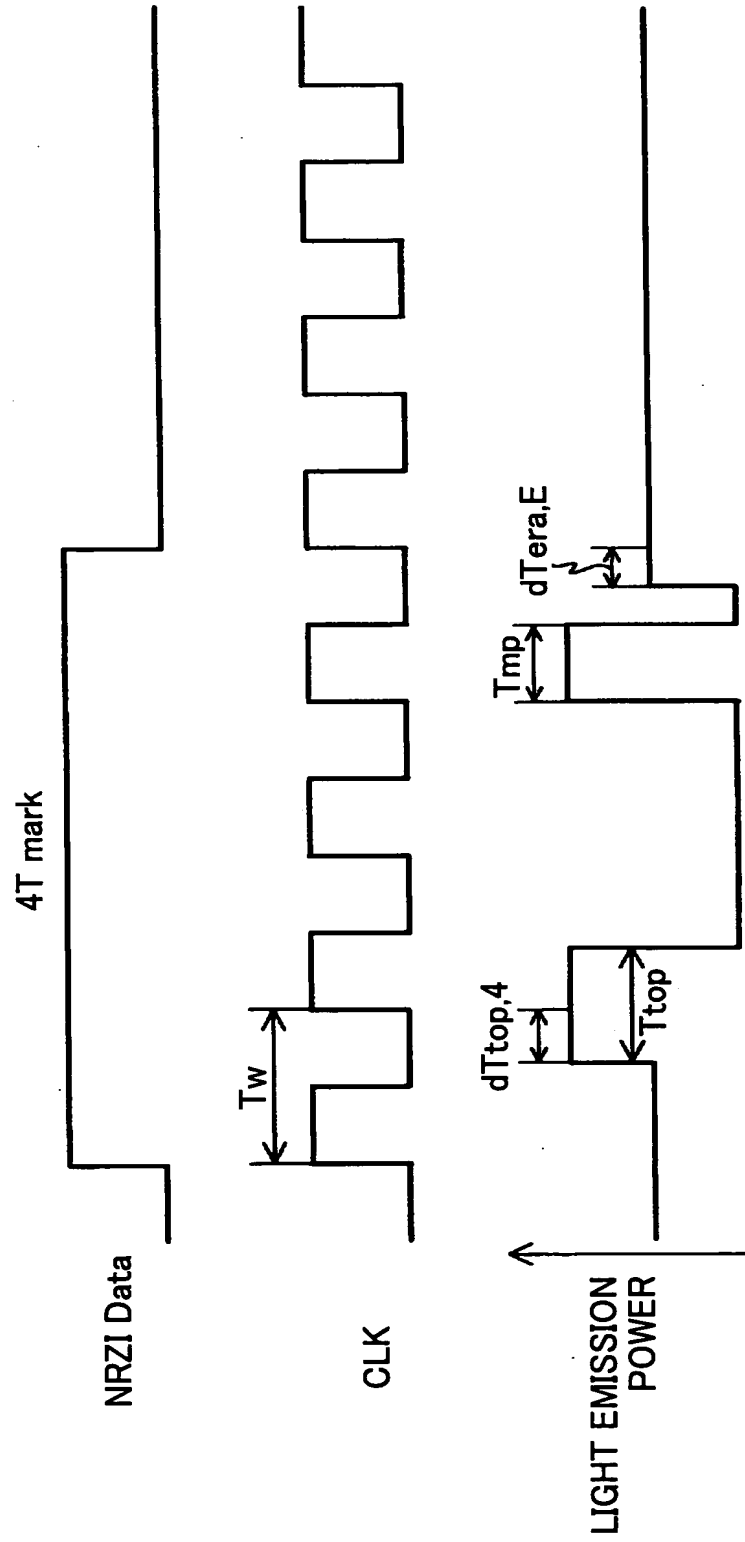 4T mark
NRZI Data
Tw
CLK
dTtop,4
Ttop
Tmp
dTera,E
LIGHT EMISSION
POWER